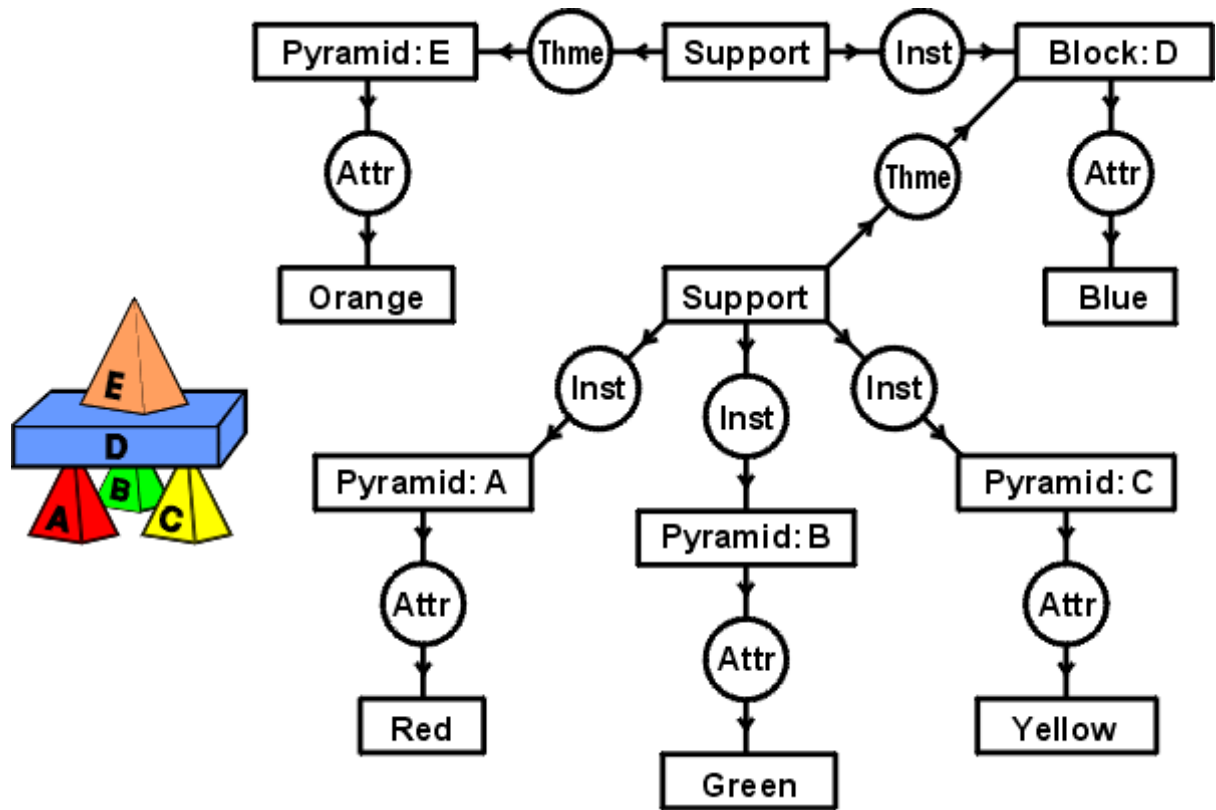 Pyramid: E
Thme
Support
Inst
Block: D
Attr
Thme
Attr
Orange
Support
Blue
E
D
A
B
C
Inst
Inst
Inst
Pyramid: A
Pyramid: B
Pyramid: C
Attr
Attr
Attr
Red
Green
Yellow